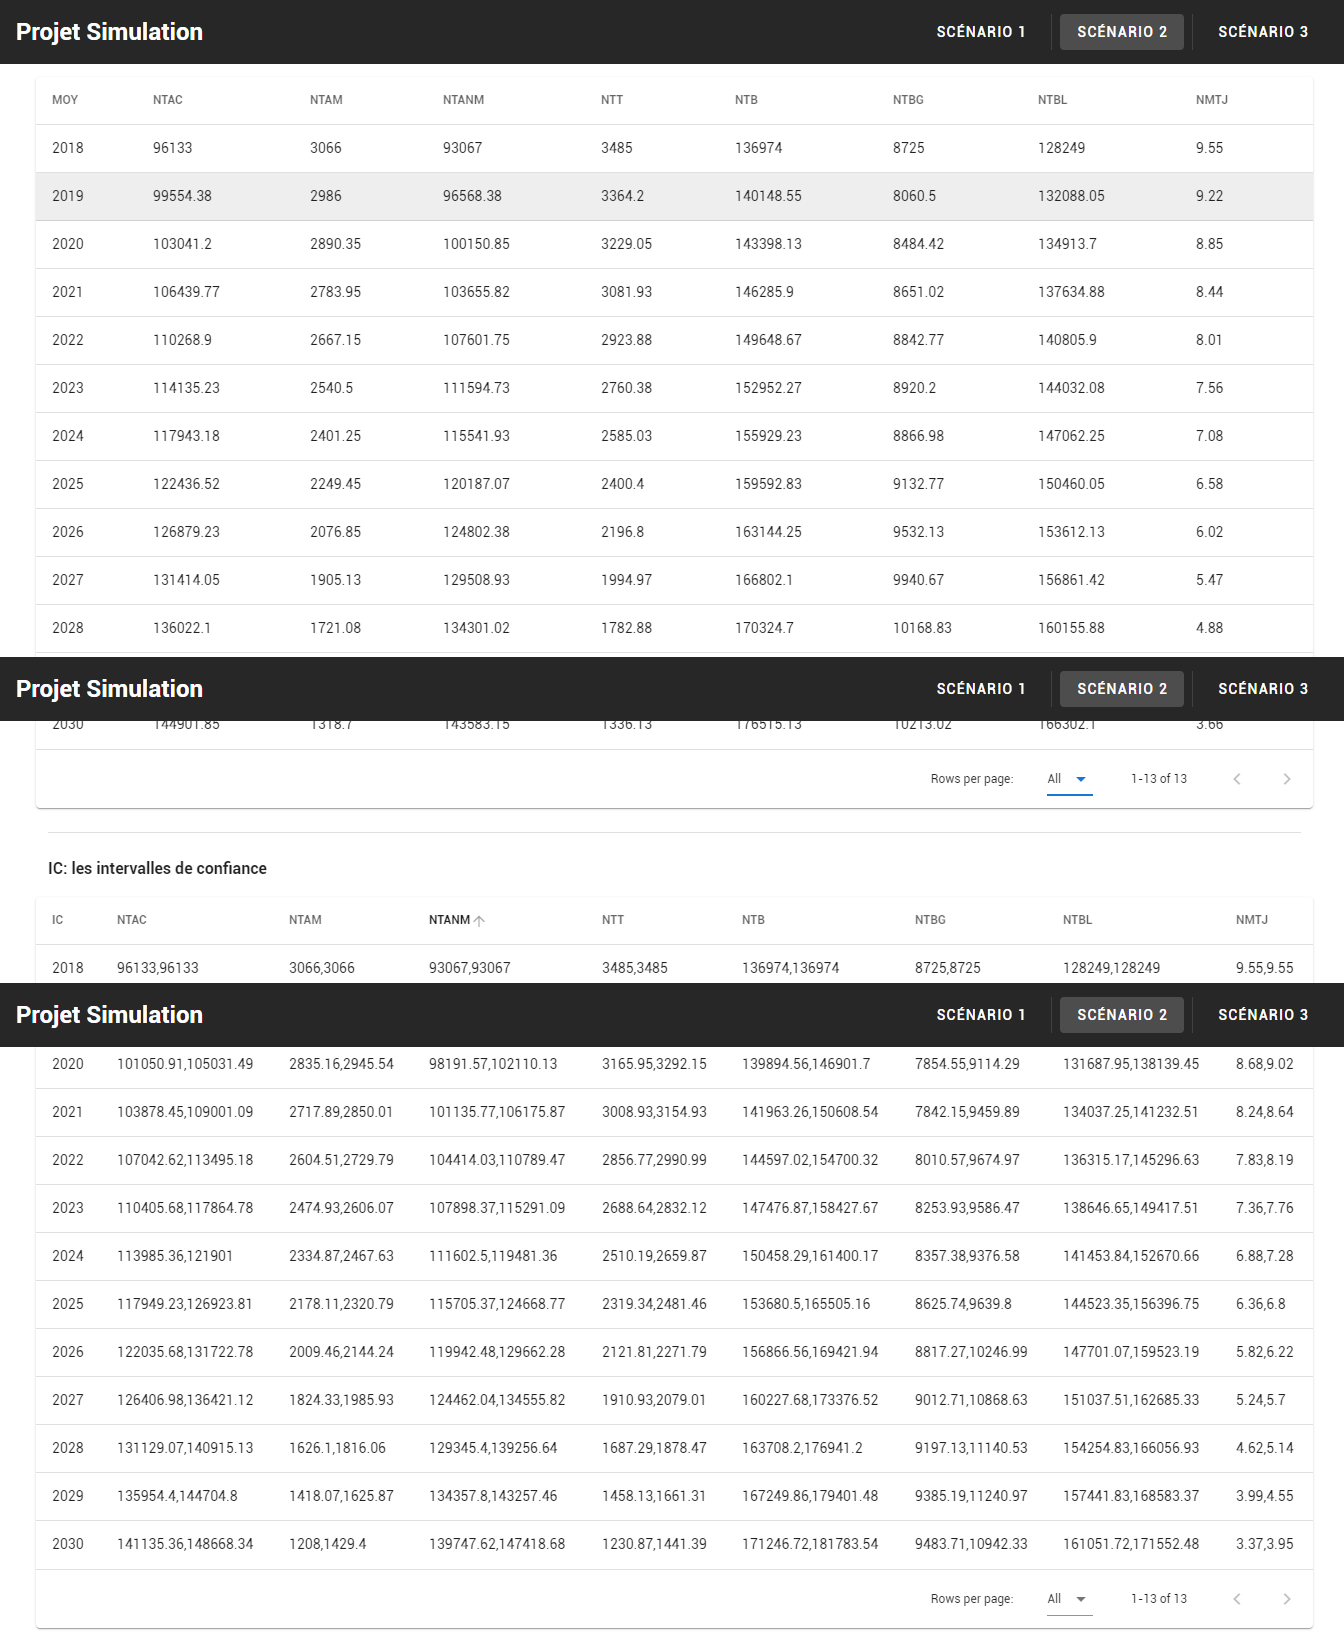 Projet Simulation SCÉNARIO 1 SCÉNARIO 2 SCÉNARIO 3
MOY NTAC NTAM NTANM NTT NTB NTBG NTBL NMTJ
2018 96133 3066 93067 3485 136974 8725 128249 9.55
2019 99554.38 2986 96568.38 3364.2 140148.55 8060.5 132088.05 9.22
2020 103041.2 2890.35 100150.85 3229.05 143398.13 8484.42 134913.7 8.85
2021 106439.77 2783.95 103655.82 3081.93 146285.9 8651.02 137634.88 8.44
2022 110268.9 2667.15 107601.75 2923.88 149648.67 8842.77 140805.9 8.01
2023 114135.23 2540.5 111594.73 2760.38 152952.27 8920.2 144032.08 7.56
2024 117943.18 2401.25 115541.93 2585.03 155929.23 8866.98 147062.25 7.08
2025 122436.52 2249.45 120187.07 2400.4 159592.83 9132.77 150460.05 6.58
2026 126879.23 2076.85 124802.38 2196.8 163144.25 9532.13 153612.13 6.02
2027 131414.05 1905.13 129508.93 1994.97 166802.1 9940.67 156861.42 5.47
2028 136022.1 1721.08 134301.02 1782.88 170324.7 10168.83 160155.88 4.88
Projet Simulation SCÉNARIO 1 SCÉNARIO 2 SCÉNARIO 3
2030 144901.85 1318.7 143583.15 1336.13 176515.13 10213.02 166302.1 3.66
Rows per page: All 1-13 of 13
IC: les intervalles de confiance
IC NTAC NTAM NTANM NTT NTB NTBG NTBL NMTJ
2018 96133,96133 3066,3066 93067,93067 3485,3485 136974,136974 8725,8725 128249,128249 9.55,9.55
Projet Simulation SCÉNARIO 1 SCÉNARIO 2 SCÉNARIO 3
2020 101050.91,105031.49 2835.16,2945.54 98191.57,102110.13 3165.95,3292.15 139894.56,146901.7 7854.55,9114.29 131687.95,138139.45 8.68,9.02
2021 103878.45,109001.09 2717.89,2850.01 101135.77,106175.87 3008.93,3154.93 141963.26,150608.54 7842.15,9459.89 134037.25,141232.51 8.24,8.64
2022 107042.62,113495.18 2604.51,2729.79 104414.03,110789.47 2856.77,2990.99 144597.02,154700.32 8010.57,9674.97 136315.17,145296.63 7.83,8.19
2023 110405.68,117864.78 2474.93,2606.07 107898.37,115291.09 2688.64,2832.12 147476.87,158427.67 8253.93,9586.47 138646.65,149417.51 7.36,7.76
2024 113985.36,121901 2334.87,2467.63 111602.5,119481.36 2510.19,2659.87 150458.29,161400.17 8357.38,9376.58 141453.84,152670.66 6.88,7.28
2025 117949.23,126923.81 2178.11,2320.79 115705.37,124668.77 2319.34,2481.46 153680.5,165505.16 8625.74,9639.8 144523.35,156396.75 6.36,6.8
2026 122035.68,131722.78 2009.46,2144.24 119942.48,129662.28 2121.81,2271.79 156866.56,169421.94 8817.27,10246.99 147701.07,159523.19 5.82,6.22
2027 126406.98,136421.12 1824.33,1985.93 124462.04,134555.82 1910.93,2079.01 160227.68,173376.52 9012.71,10868.63 151037.51,162685.33 5.24,5.7
2028 131129.07,140915.13 1626.1,1816.06 129345.4,139256.64 1687.29,1878.47 163708.2,176941.2 9197.13,11140.53 154254.83,166056.93 4.62,5.14
2029 135954.4,144704.8 1418.07,1625.87 134357.8,143257.46 1458.13,1661.31 167249.86,179401.48 9385.19,11240.97 157441.83,168583.37 3.99,4.55
2030 141135.36,148668.34 1208,1429.4 139747.62,147418.68 1230.87,1441.39 171246.72,181783.54 9483.71,10942.33 161051.72,171552.48 3.37,3.95
Rows per page: All 1-13 of 13